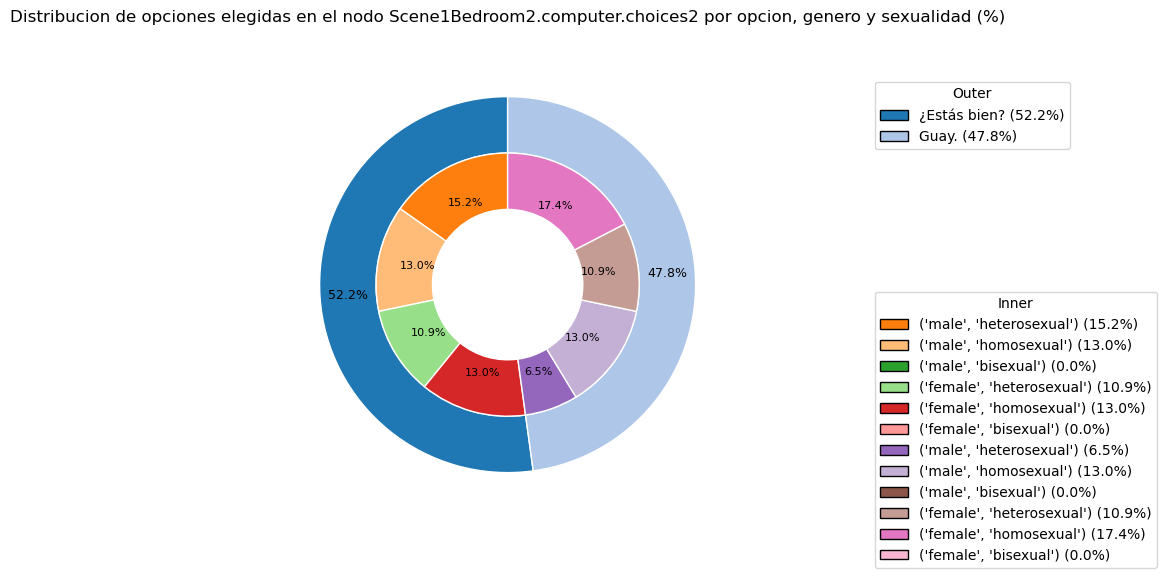 Distribucion de opciones elegidas en el nodo Scene1Bedroom2.computer.choices2 por opcion, genero y sexualidad (%)
Outer
¿Estás bien? (52.2%)
Guay. (47.8%)
15.2%
17.4%
13.0%
10.9%
47.8%
52.2%
10.9%
13.0%
13.0%
6.5%
Inner
('male', 'heterosexual') (15.2%)
('male', 'homosexual') (13.0%)
('male', 'bisexual') (0.0%)
('female', 'heterosexual') (10.9%)
('female', 'homosexual') (13.0%)
('female', 'bisexual') (0.0%)
('male', 'heterosexual') (6.5%)
('male', 'homosexual') (13.0%)
('male', 'bisexual') (0.0%)
('female', 'heterosexual') (10.9%)
('female', 'homosexual') (17.4%)
('female', 'bisexual') (0.0%)